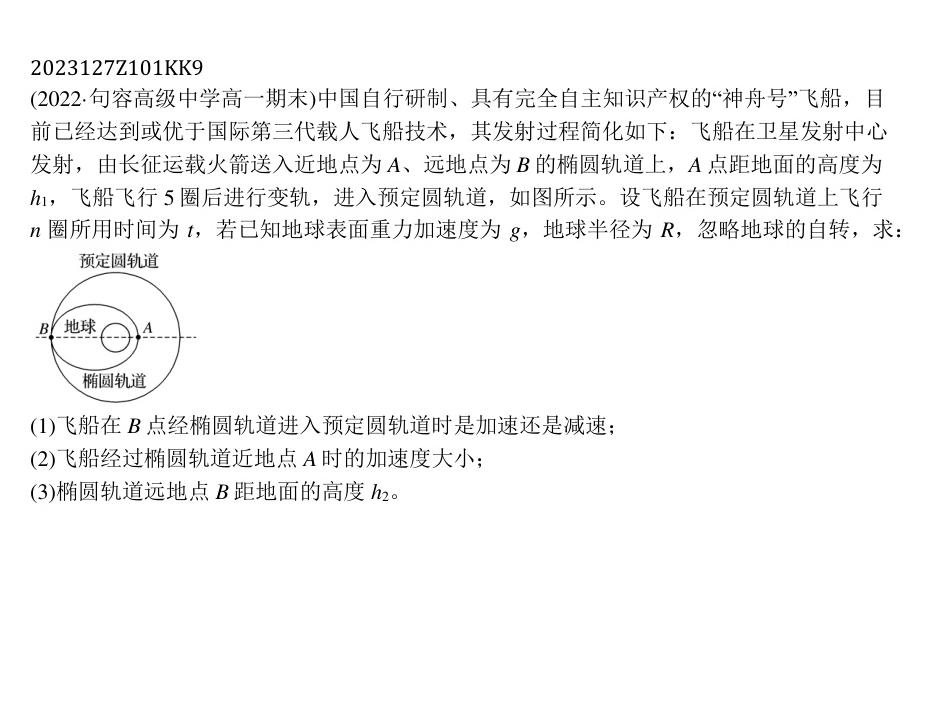 2023127Z101KK9
(2022·句容高级中学高一期末)中国自行研制、具有完全自主知识产权的“神舟号”飞船，目
前已经达到或优于国际第三代载人飞船技术，其发射过程简化如下：飞船在卫星发射中心
发射，由长征运载火箭送入近地点为 A、远地点为 B 的椭圆轨道上，A 点距地面的高度为
h₁，飞船飞行 5 圈后进行变轨，进入预定圆轨道，如图所示。设飞船在预定圆轨道上飞行
n 圈所用时间为 t，若已知地球表面重力加速度为 g，地球半径为 R，忽略地球的自转，求：
预定圆轨道
B 地球 A
椭圆轨道
(1)飞船在 B 点经椭圆轨道进入预定圆轨道时是加速还是减速；
(2)飞船经过椭圆轨道近地点 A 时的加速度大小；
(3)椭圆轨道远地点 B 距地面的高度 h₂。